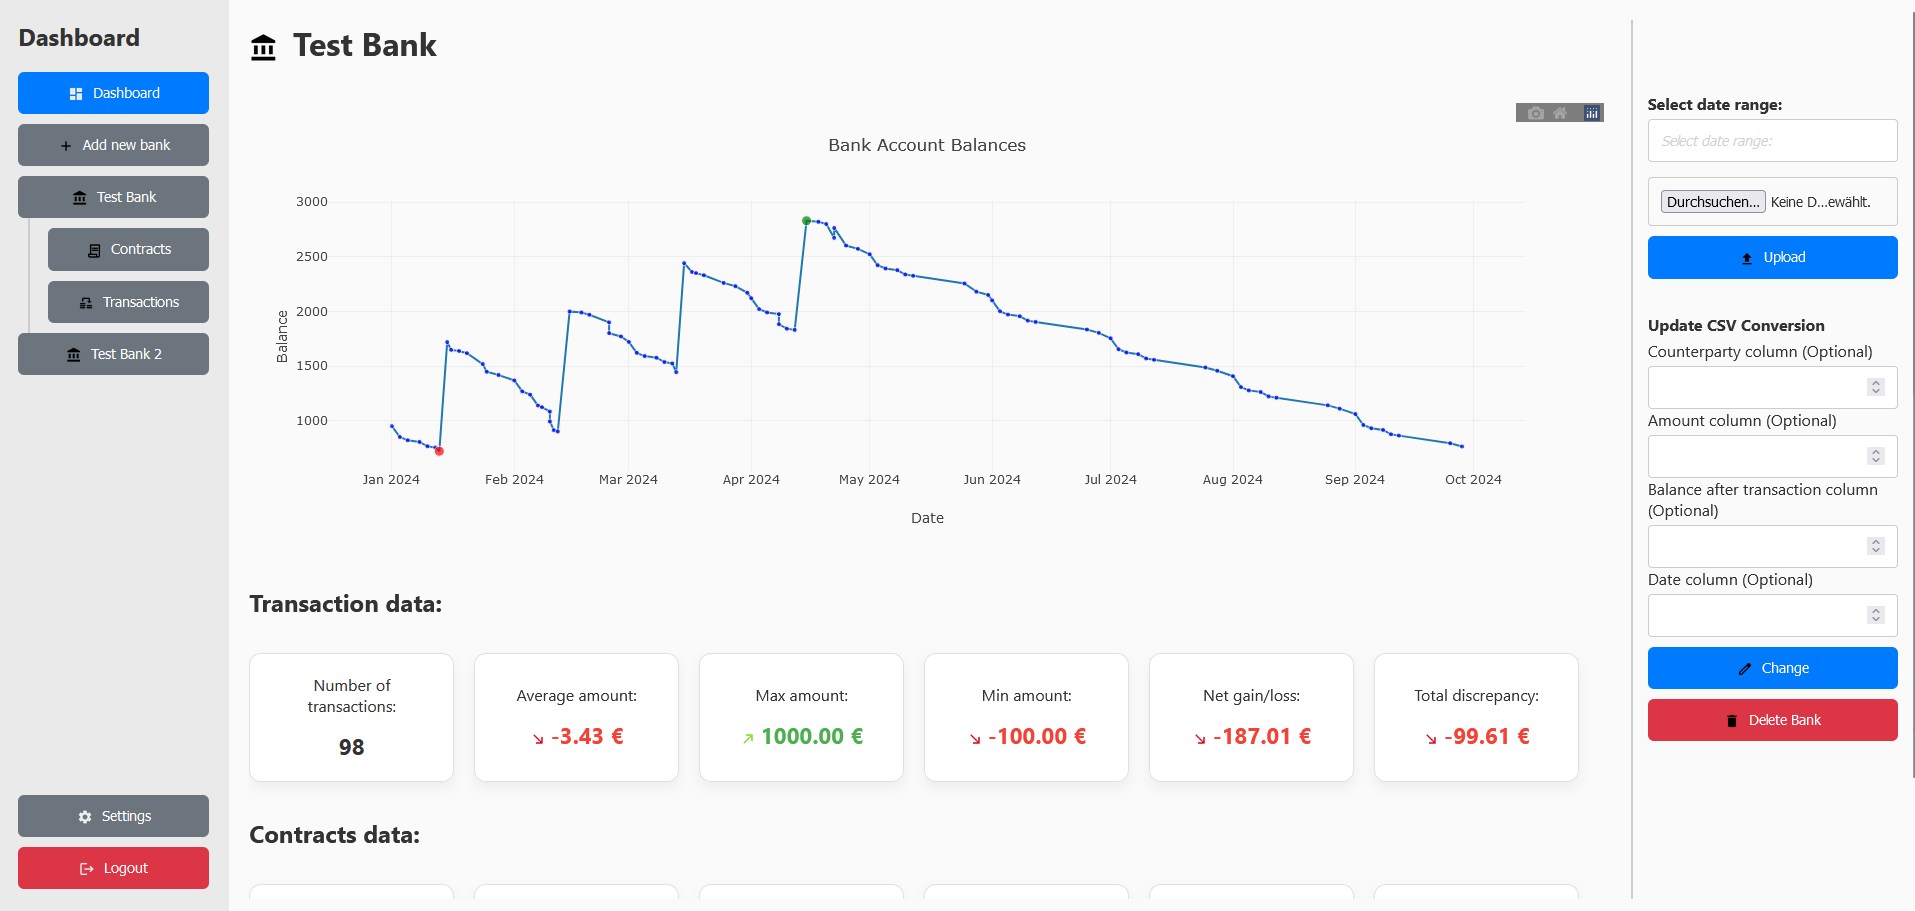 Dashboard
Dashboard
Add new bank
Test Bank
Contracts
Transactions
Test Bank 2
Settings
Logout
Test Bank
Bank Account Balances
3000
2500
2000
1500
1000
Balance
Jan 2024
Feb 2024
Mar 2024
Apr 2024
May 2024
Jun 2024
Jul 2024
Aug 2024
Sep 2024
Oct 2024
Date
Transaction data:
Number of
transactions:
98
Average amount:
-3.43 €
Max amount:
1000.00 €
Min amount:
-100.00 €
Net gain/loss:
-187.01 €
Total discrepancy:
-99.61 €
Contracts data:
Select date range:
Select date range:
Durchsuchen... Keine D...ewählt.
Upload
Update CSV Conversion
Counterparty column (Optional)
Amount column (Optional)
Balance after transaction column
(Optional)
Date column (Optional)
Change
Delete Bank